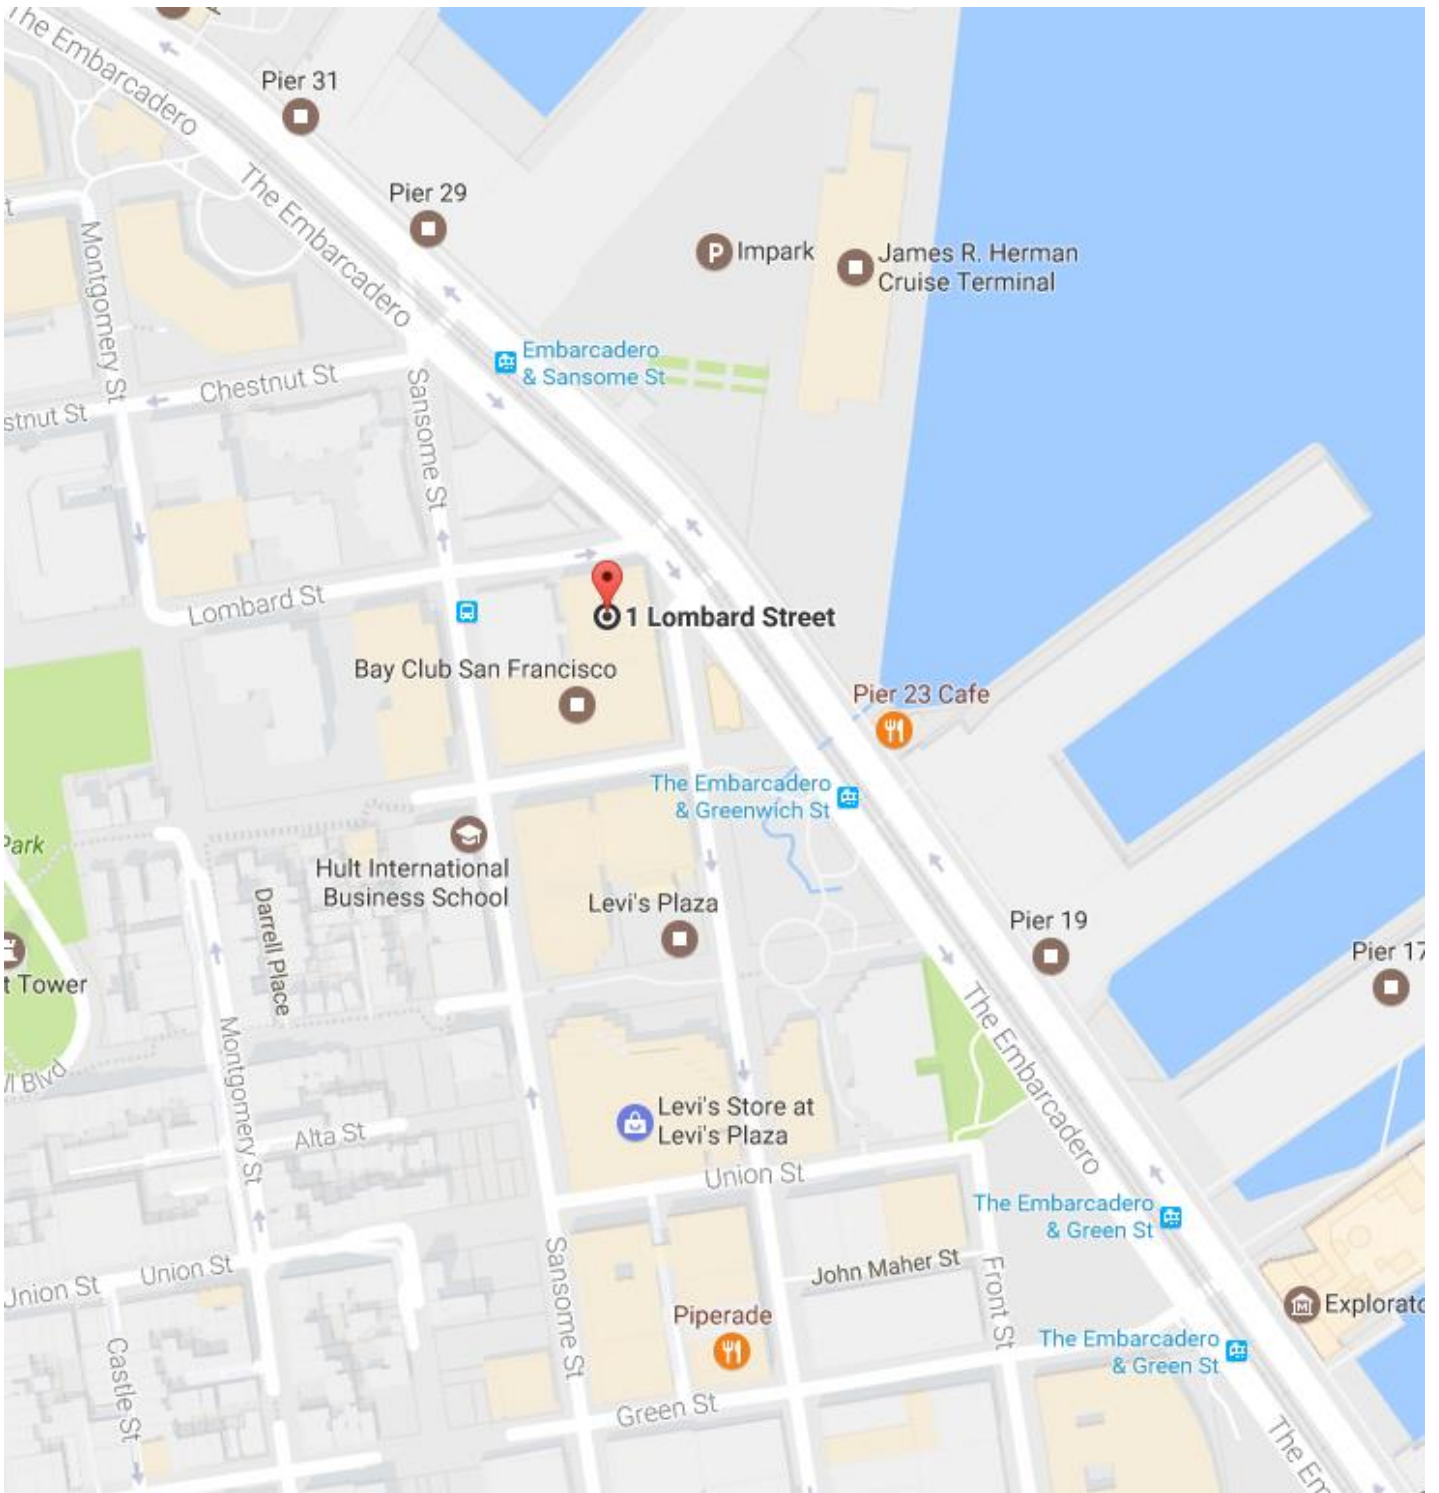 The Embarcadero
Pier 31
Pier 29
The Embarcadero
Montgomery St
P Impark
James R. Herman
Cruise Terminal
Embarcadero
& Sansome St
Chestnut St
stnut St
Sansome St
Lombard St
1 Lombard Street
Bay Club San Francisco
Pier 23 Cafe
The Embarcadero
& Greenwich St
Park
Hult International
Business School
Darrell Place
Levi's Plaza
Pier 19
Pier 17
t Tower
The Embarcadero
Montgomery St
Blvd
Levi's Store at
Levi's Plaza
Alta St
Union St
The Embarcadero
& Green St
Union St
Union St
John Maher St
Front St
Sansome St
Piperade
M Explorato
The Embarcadero
& Green St
Castle St
Green St
The Em